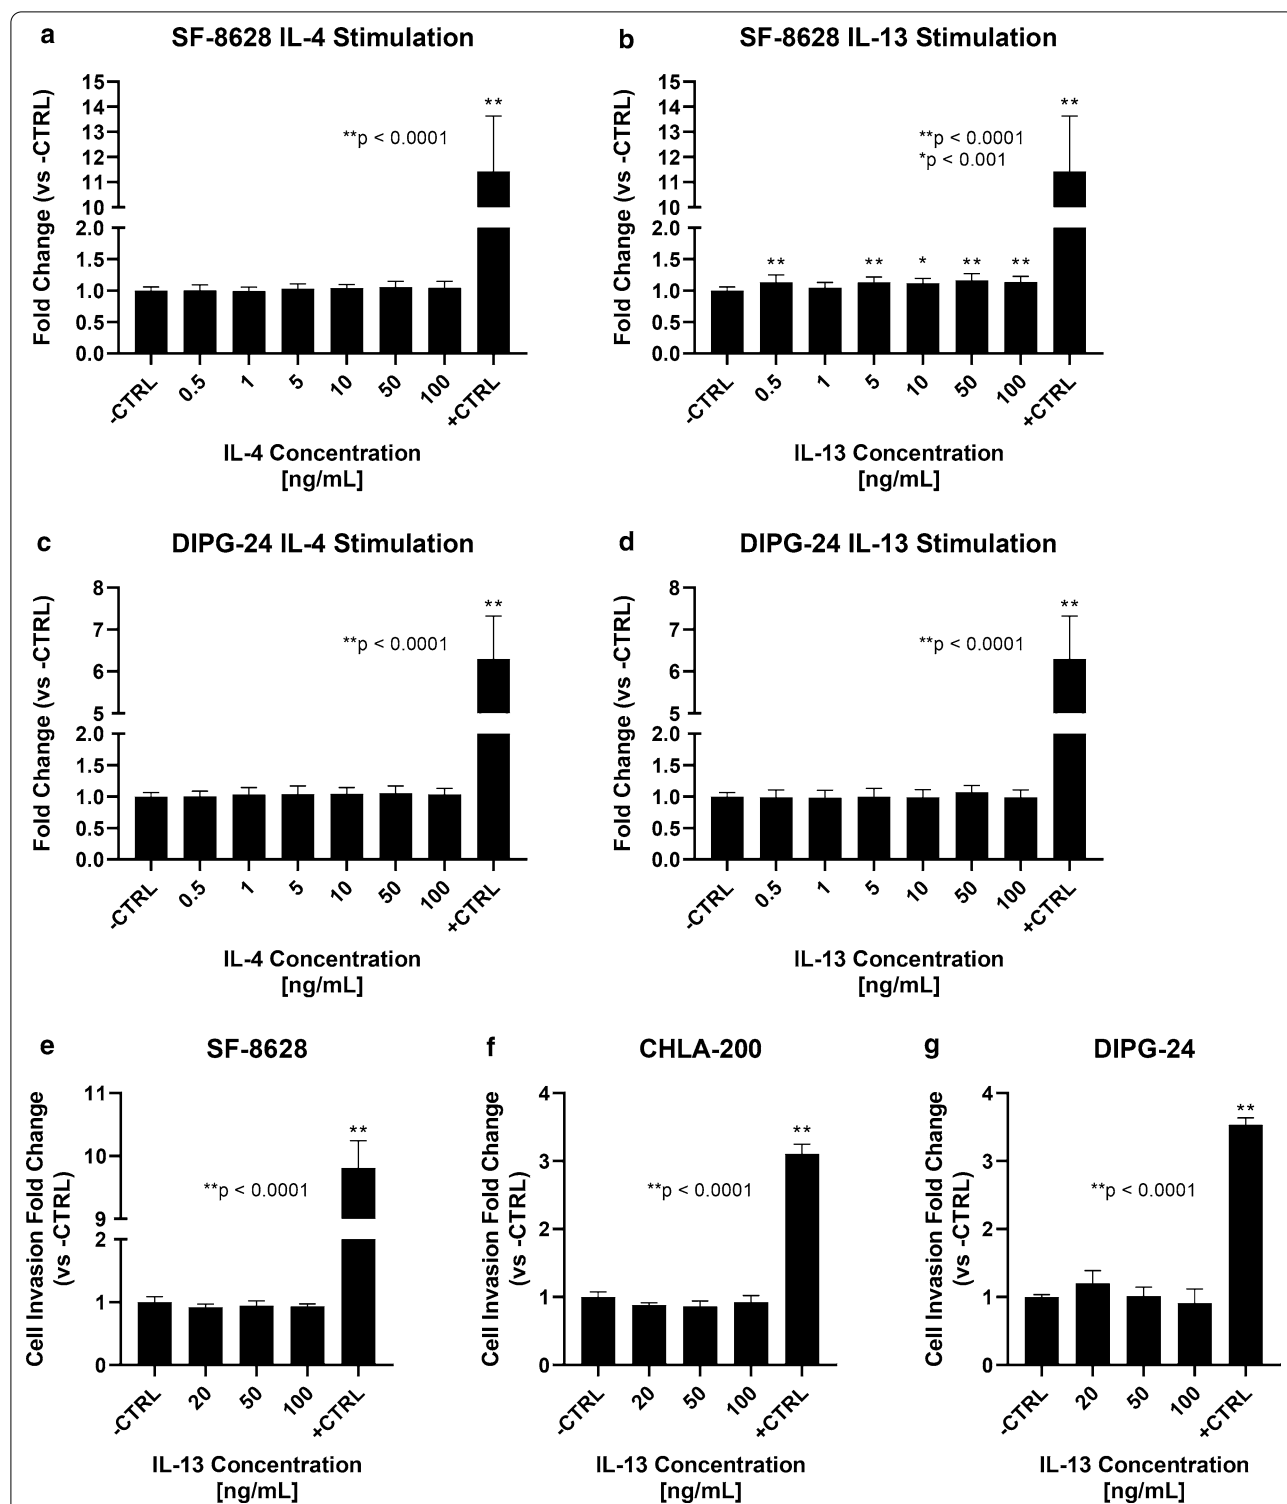 a
SF-8628 IL-4 Stimulation
Fold Change (vs -CTRL)
15
14
13
12
11
10
2.0
1.5
1.0
0.5
0.0
**
**p < 0.0001
-CTRL 0.5 1 5 10 50 100 +CTRL
IL-4 Concentration
[ng/mL]
b
SF-8628 IL-13 Stimulation
Fold Change (vs -CTRL)
15
14
13
12
11
10
2.0
1.5
1.0
0.5
0.0
**
**p < 0.0001
*p < 0.001
** ** * ** **
-CTRL 0.5 1 5 10 50 100 +CTRL
IL-13 Concentration
[ng/mL]
c
DIPG-24 IL-4 Stimulation
Fold Change (vs -CTRL)
8
7
6
5
2.0
1.5
1.0
0.5
0.0
**
**p < 0.0001
-CTRL 0.5 1 5 10 50 100 +CTRL
IL-4 Concentration
[ng/mL]
d
DIPG-24 IL-13 Stimulation
Fold Change (vs -CTRL)
8
7
6
5
2.0
1.5
1.0
0.5
0.0
**
**p < 0.0001
-CTRL 0.5 1 5 10 50 100 +CTRL
IL-13 Concentration
[ng/mL]
e
SF-8628
Cell Invasion Fold Change
(vs -CTRL)
11
10
9
2
1
0
**
**p < 0.0001
-CTRL 20 50 100 +CTRL
IL-13 Concentration
[ng/mL]
f
CHLA-200
Cell Invasion Fold Change
(vs -CTRL)
4
3
2
1
0
**
**p < 0.0001
-CTRL 20 50 100 +CTRL
IL-13 Concentration
[ng/mL]
g
DIPG-24
Cell Invasion Fold Change
(vs -CTRL)
4
3
2
1
0
**
**p < 0.0001
-CTRL 20 50 100 +CTRL
IL-13 Concentration
[ng/mL]